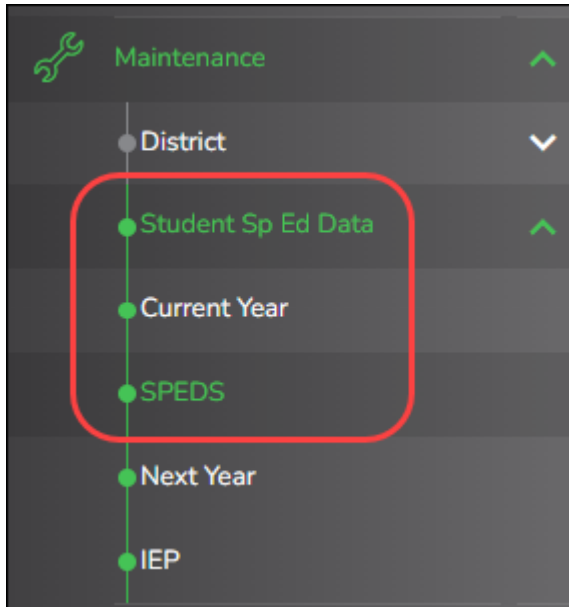 Maintenance
District
Student Sp Ed Data
Current Year
SPEDS
Next Year
IEP